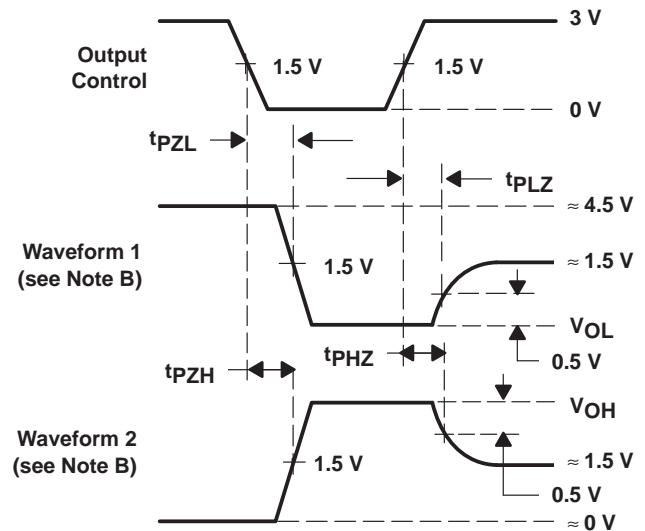 3 V
Output
Control
1.5 V
1.5 V
0 V
tPZL
tPLZ
≈ 4.5 V
Waveform 1
(see Note B)
1.5 V
≈ 1.5 V
VOL
0.5 V
tPHZ
tPZH
VOH
Waveform 2
(see Note B)
1.5 V
≈ 1.5 V
0.5 V
≈ 0 V